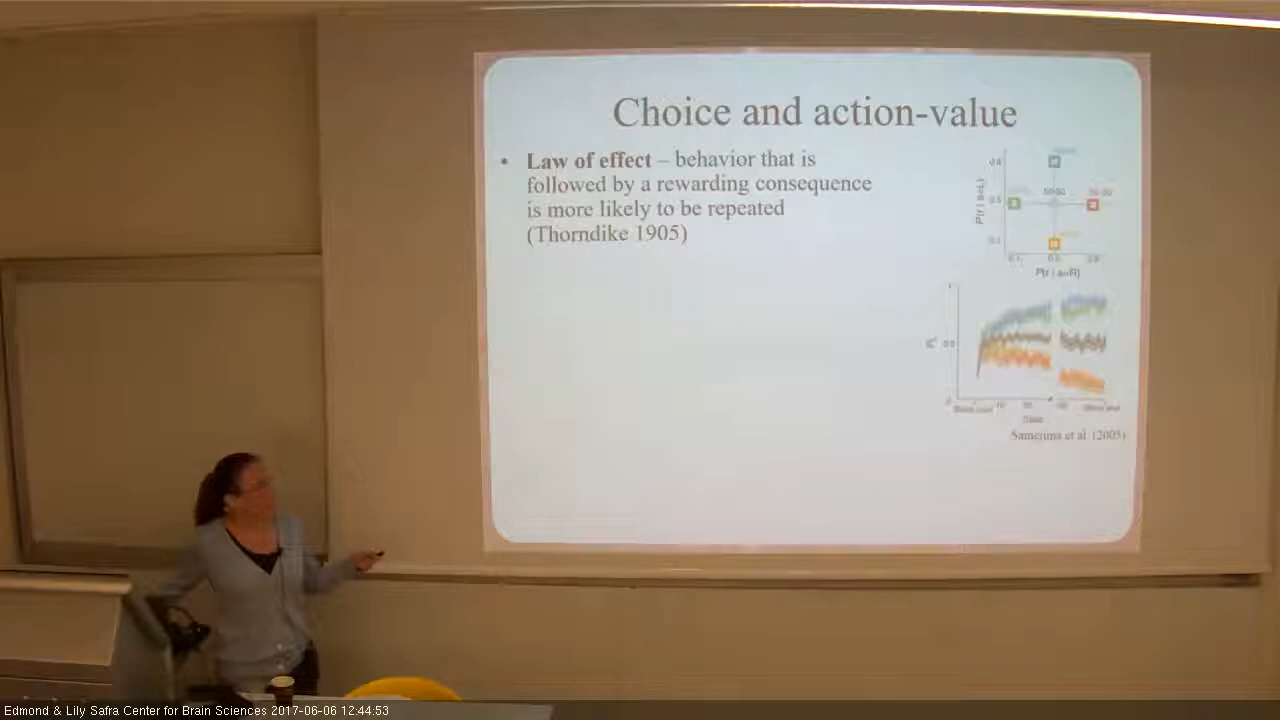 Choice and action-value
• Law of effect – behavior that is
followed by a rewarding consequence
is more likely to be repeated
(Thorndike 1905)
50-50
P(r | a=R)
Samejima et al. (2005)
Edmond & Lily Safra Center for Brain Sciences 2017-06-06 12:44:53